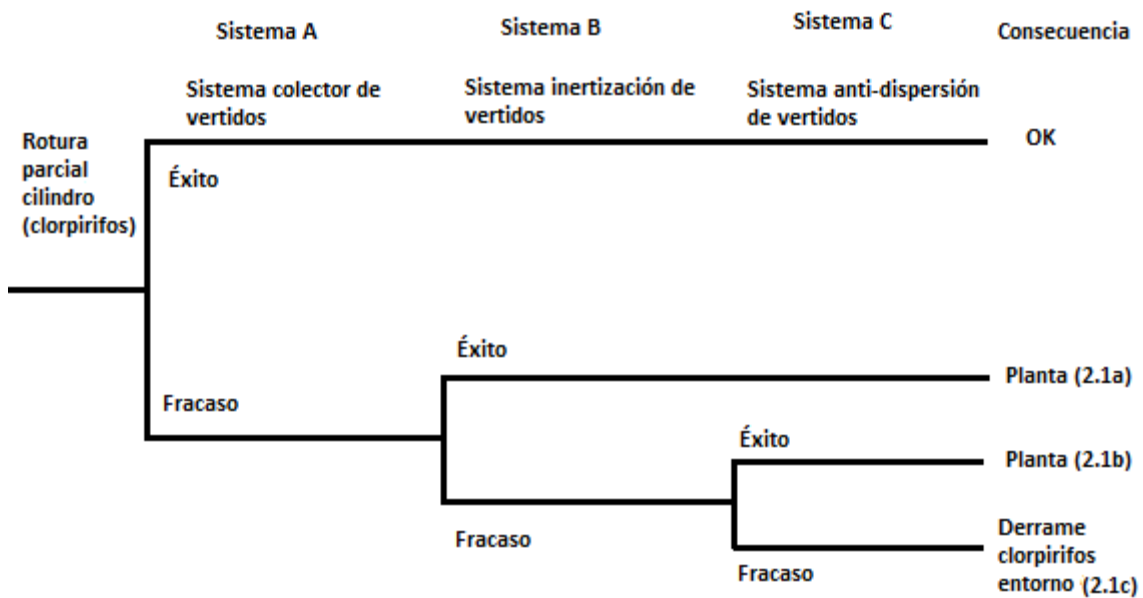 Sistema A
Sistema B
Sistema C
Consecuencia
Sistema colector de
vertidos
Sistema inertización de
vertidos
Sistema anti-dispersión
de vertidos
Rotura
parcial
cilindro
(clorpirifos)
OK
Éxito
Éxito
Planta (2.1a)
Fracaso
Éxito
Planta (2.1b)
Fracaso
Derrame
clorpirifos
entorno (2.1c)
Fracaso